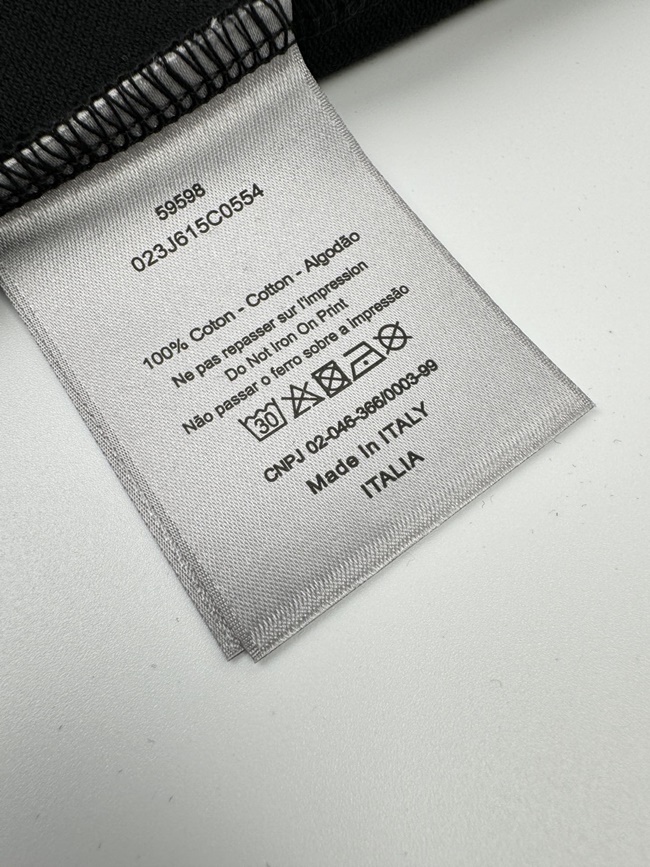 59598
023J615C0554
100% Coton - Cotton - Algodão
Ne pas repasser sur l'impression
Do Not Iron On Print
Não passar o ferro sobre a impressão
30
CNPJ 02-046-366/0003-99
Made In ITALY
ITALIA